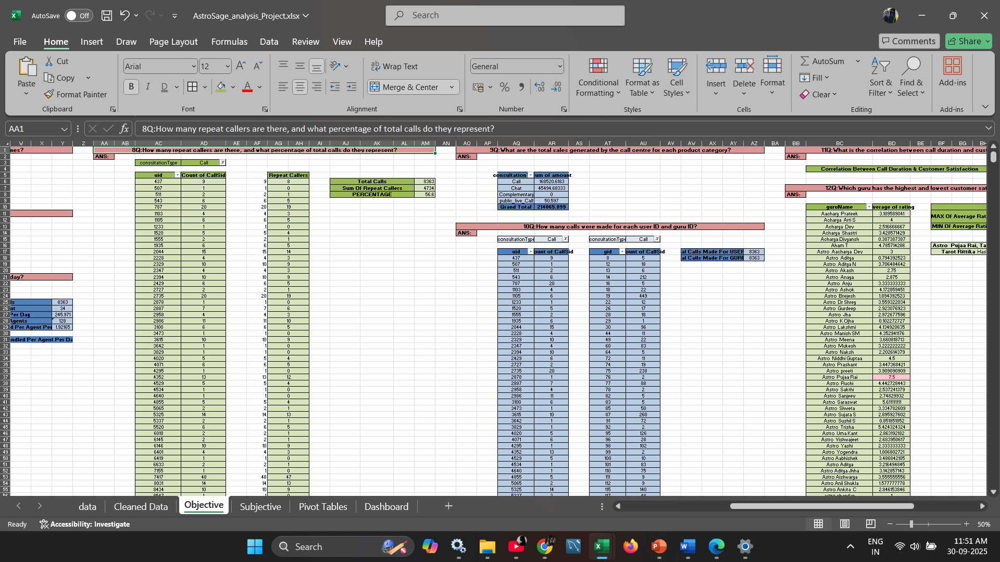 AutoSave Off AstroSage_analysis_Project.xlsx Search
File Home Insert Draw Page Layout Formulas Data Review View Help Comments Share
Paste Cut Copy Format Painter Clipboard
Arial 12 Font
Wrap Text Merge & Center Alignment
General Number
Conditional Formatting Format as Table Cell Styles Styles
Insert Delete Format Cells
AutoSum Fill Clear Sort & Filter Find & Select Editing
Add-ins Add-ins
AA1 8Q:How many repeat callers are there, and what percentage of total calls do they represent?
W X Y Z AA AB AC AD AE AF AG AH AI AJ AK AL AM AN AO AP AQ AR AS AT AU AV AW AX AY AZ BA BB BC BD BE BF BG BH
8Q:How many repeat callers are there, and what percentage of total calls do they represent?
ANS:
consultationType Call
uid Count of CallSid Repeat Callers
437 9 9 8
507 1 1 0
511 2 2 1
543 6 6 5
787 20 20 19
1103 4 4 3
1105 6 6 5
1233 1 1 0
1520 5 5 4
1555 2 2 1
1935 6 6 5
2044 15 15 14
2228 4 4 3
2329 10 10 9
2347 4 4 3
2394 10 10 9
2429 6 6 5
2727 2 2 1
2735 20 20 19
2878 1 1 0
2887 7 7 6
2958 4 4 3
2986 11 11 10
3100 6 6 5
3473 1 1 0
3615 10 10 9
3642 1 1 0
3829 1 1 0
4020 5 5 4
4071 6 6 5
4295 1 1 0
4352 13 13 12
4529 5 5 4
4534 1 1 0
4640 1 1 0
4855 5 5 4
5065 2 2 1
5325 14 14 13
5337 2 2 1
5520 6 6 5
6018 2 2 1
6145 2 2 1
6146 10 10 9
6401 4 4 3
6419 1 1 0
6633 2 2 1
7155 1 1 0
7417 48 48 47
8031 14 14 13
8434 10 10 9
Total Calls 8363
Sum Of Repeat Callers 4734
PERCENTAGE 56.6
8363
34
Per Day 245.971
Agents 128
d Per Agent Per 1.92165
ndled Per Agent Per Da
9Q:What are the total sales generated by the call centre for each product category?
ANS:
consultation
Call 168520.6183
Chat 45494.68333
Complementary 0
public_live_Call 50.597
Grand Total 214065.899
10Q:How many calls were made for each user ID and guru ID?
ANS:
consultationType Call consultationType Call
uid ount of CallSid gid ount of CallSid
437 9 8 5
507 1 12 18
511 2 13 6
543 6 14 212
787 20 16 5
1103 4 18 22
1105 6 19 449
1233 1 22 12
1520 5 26 17
1555 2 28 18
1935 6 29 1
2044 15 30 96
2228 4 44 11
2329 10 49 22
2347 4 60 83
2394 10 64 5
2429 6 72 11
2727 2 74 19
2735 20 75 238
2878 1 76 2
2887 7 77 88
2958 4 78 2
2986 11 82 5
3100 6 83 5
3473 1 85 50
3615 10 87 260
3642 1 91 72
3829 1 92 2
4020 5 95 126
4071 6 96 28
4295 1 98 102
4352 13 99 2
4529 5 100 10
4534 1 101 83
4640 1 110 75
4855 5 111 9
5065 2 112 9
5325 14 115 140
al Calls Made For USER 8363
al Calls Made For GURU 8363
11Q:What is the correlation between call duration and cus
ANS:
Correlation Between Call Duration & Customer Satisfaction
12Q:Which guru has the highest and lowest customer sa
ANS:
guruName verage of rating
Aachary Prateek 3.109589041
Acharya Arti S 4
Acharya Dev 2.516666667
Acharya Shastri 3.428571429
Acharya Divyansh 0.387387387
Aham T 4.785714286
Astro Aacharya Dev 3
Astro Aditya 0.794392523
Astro Aditya N 3.706484642
Astro Akash 2.75
Astro Anaya 2.875
Astro Anju 3.333333333
Astro Ashok 4.172859451
Astro Brejesh 1.894392523
Astro Dr Shrey 3.559322034
Astro Gurdeep 2.923076923
Astro Jha 2.972677596
Astro K Ojha 0.102272727
Astro Lakshmi 4.134920635
Astro Manish SM 4.352941176
Astro Meena 3.660818713
Astro Mukesh 3.222222222
Astro Naksh 2.202614379
Astro Niddhi Guptaa 4.5
Astro Prashant 3.447368421
Astro preeti 3.909090909
Astro Pujaa Rai 7.5
Astro Ruchi 4.442728443
Astro Sakthi 2.537241379
Astro Sanjeev 2.74829932
Astro Saraswat 5.611111111
Astro Shweta 3.334782609
Astro Sujata S 2.895927602
Astro Sushil S 0.851851852
Astro Trisha 5.424324324
Astro Uma Kant 2.863192182
Astro Vishwajeet 2.683950617
Astro Yashi 2.333333333
Astro Yogendra 1.006802721
Astro Aabhishek 3.486842105
Astro Aditya 3.216494845
Astro Aditya Jhha 3.142857143
Astro Aishwarya 3.555555556
Astro Anil Shukla 1.577777778
Astro Ankita C 2.846153846
MAX Of Average Rat
MIN Of Average Rati
Astro Pujaa Rai, Ta
Tarot Rittika Has
data Cleaned Data Objective Subjective Pivot Tables Dashboard
Ready Accessibility: Investigate 50%
Search ENG IN 11:51 AM 30-09-2025